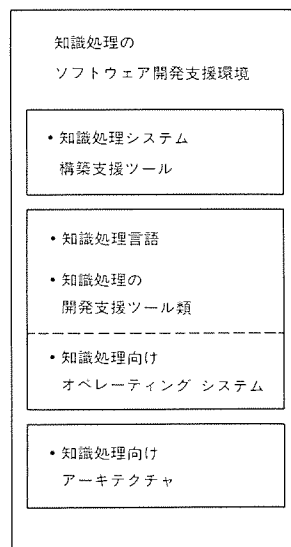 知識処理の
ソフトウェア開発支援環境
・知識処理システム
構築支援ツール
・知識処理言語
・知識処理の
開発支援ツール類
・知識処理向け
オペレーティング システム
・知識処理向け
アーキテクチャ